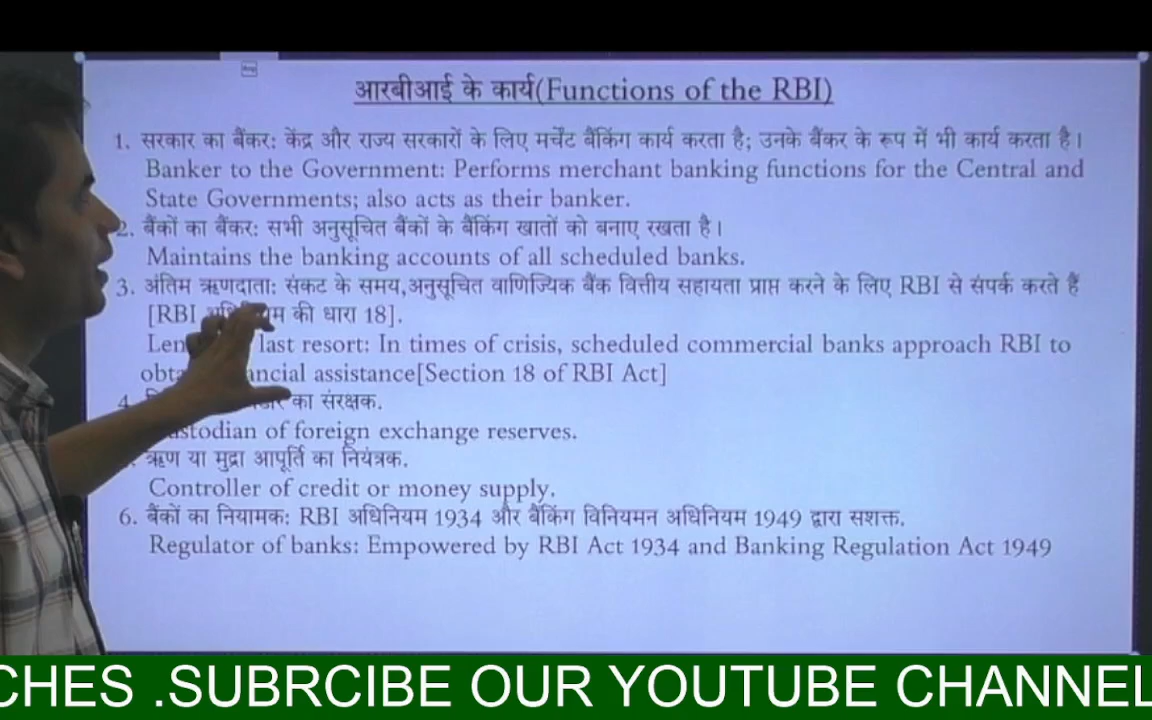 आरबीआई के कार्य(Functions of the RBI)
1. सरकार का बैंकर: केंद्र और राज्य सरकारों के लिए मर्चेंट बैंकिंग कार्य करता है; उनके बैंकर के रूप में भी कार्य करता है।
Banker to the Government: Performs merchant banking functions for the Central and
State Governments; also acts as their banker.
2. बैंकों का बैंकर: सभी अनुसूचित बैंकों के बैंकिंग खातों को बनाए रखता है।
Maintains the banking accounts of all scheduled banks.
3. अंतिम ऋणदाता: संकट के समय,अनुसूचित वाणिज्यिक बैंक वित्तीय सहायता प्राप्त करने के लिए RBI से संपर्क करते हैं
[RBI की धारा 18].
last resort: In times of crisis, scheduled commercial banks approach RBI to
assistance[Section 18 of RBI Act]
4. का संरक्षक.
of foreign exchange reserves.
ऋण या मुद्रा आपूर्ति का नियंत्रक.
Controller of credit or money supply.
6. बैंकों का नियामक: RBI अधिनियम 1934 और बैंकिंग विनियमन अधिनियम 1949 द्वारा सशक्त.
Regulator of banks: Empowered by RBI Act 1934 and Banking Regulation Act 1949
CHES .SUBRCIBE OUR YOUTUBE CHANNEL